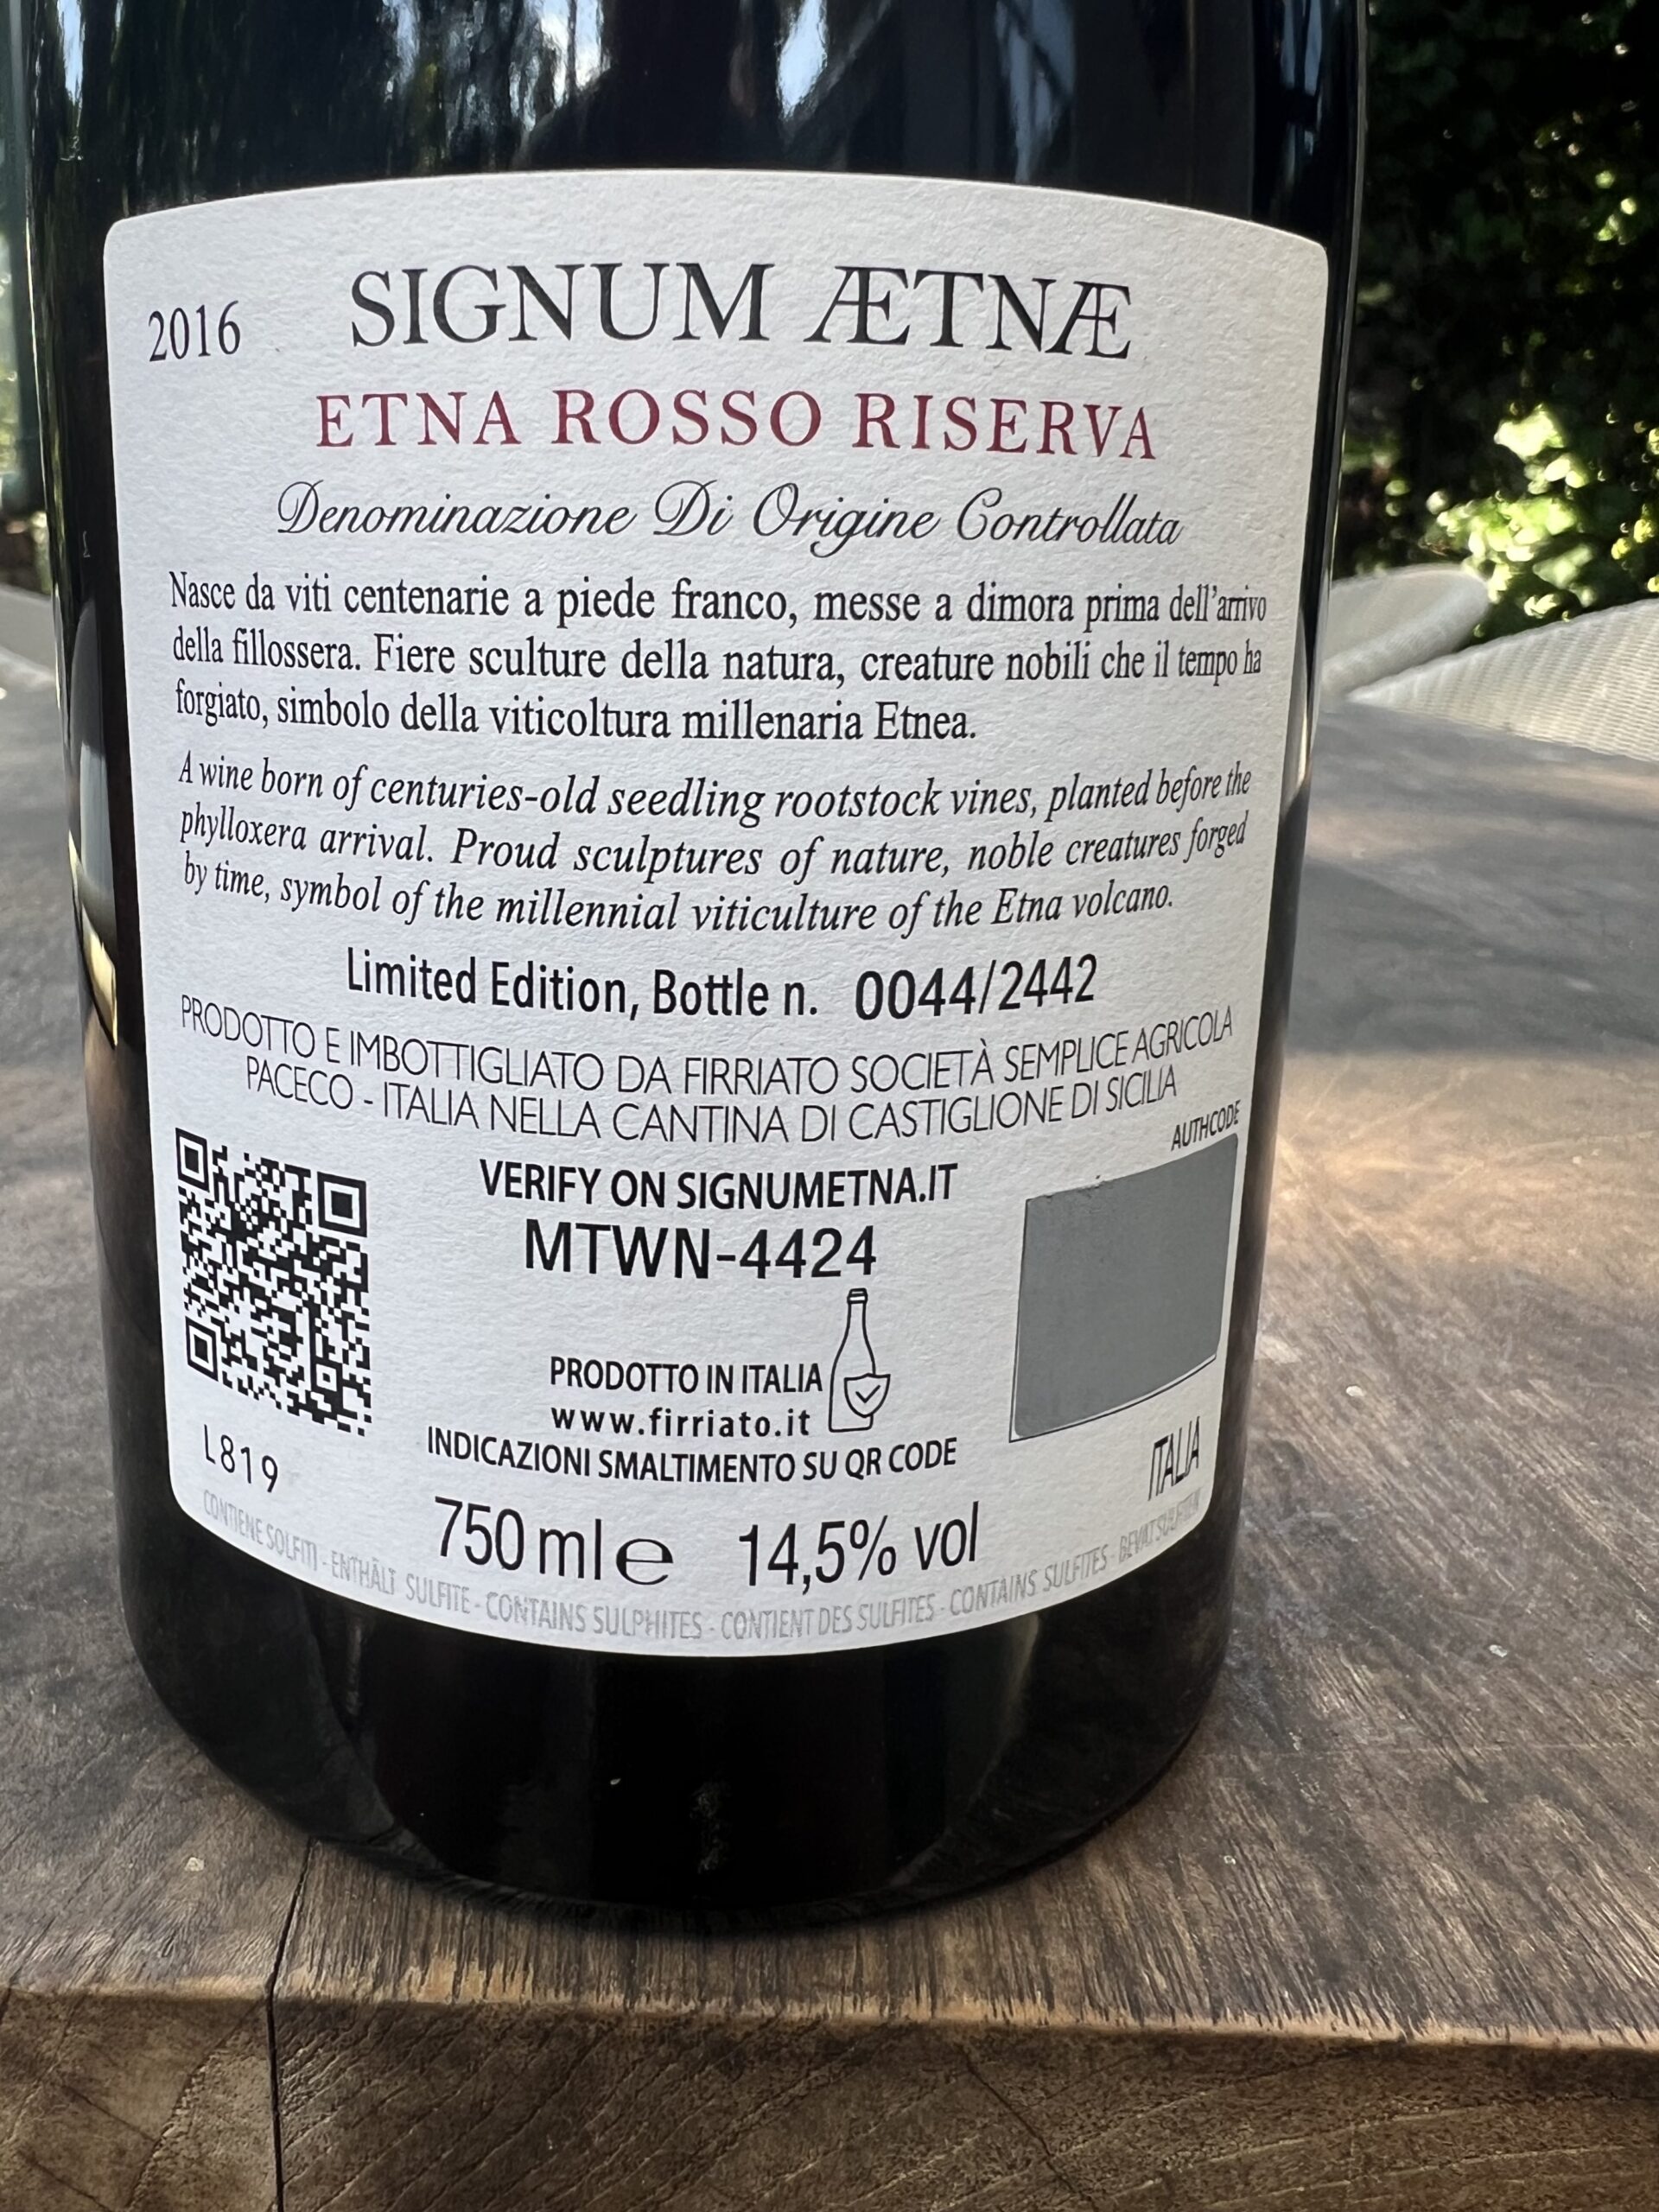 2016
SIGNUM ÆTNÆ
ETNA ROSSO RISERVA
Denominazione Di Origine Controllata
Nasce da viti centenarie a piede franco, messe a dimora prima dell'arrivo
della fillossera. Fiere sculture della natura, creature nobili che il tempo ha
forgiato, simbolo della viticoltura millenaria Etnea.
A wine born of centuries-old seedling rootstock vines, planted before the
phylloxera arrival. Proud sculptures of nature, noble creatures forged
by time, symbol of the millennial viticulture of the Etna volcano.
Limited Edition, Bottle n. 0044/2442
PRODOTTO E IMBOTTIGLIATO DA FIRRIATO SOCIETÀ SEMPLICE AGRICOLA
PACECO - ITALIA NELLA CANTINA DI CASTIGLIONE DI SICILIA
AUTHCODE
VERIFY ON SIGNUMETNA.IT
MTWN-4424
PRODOTTO IN ITALIA
www.firriato.it
INDICAZIONI SMALTIMENTO SU QR CODE
L819
ITALIA
750 ml e 14,5% vol
CONTIENE SOLFITI - ENTHÄLT SULFITE - CONTAINS SULPHITES - CONTIENT DES SULFITES - CONTAINS SULFITES - BEVAT SULFIETEN